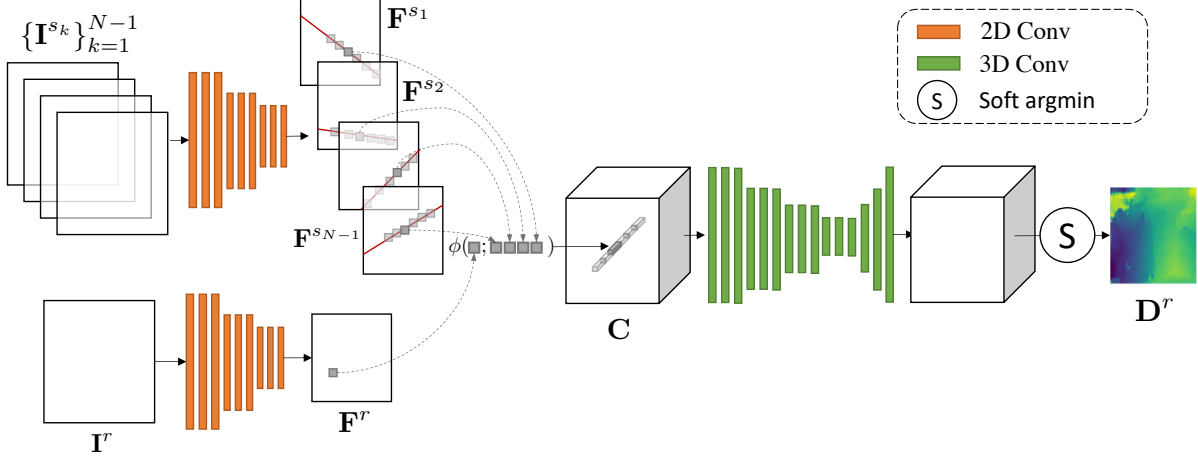 {I^{s_k}}_{k=1}^{N−1}
F^{s_1}
F^{s_2}
F^{s_{N−1}}
ϕ( ; )
I^r
F^r
C
S
D^r
2D Conv
3D Conv
S Soft argmin